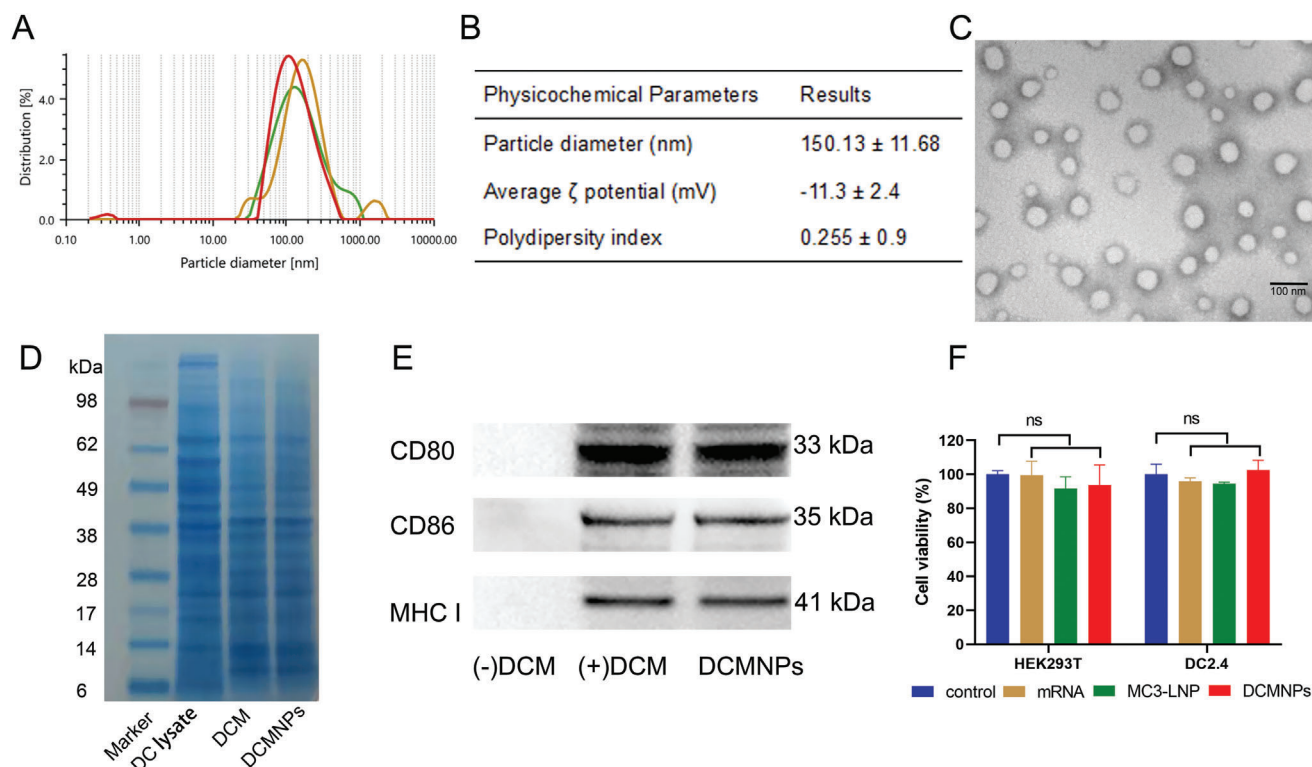 A
Distribution [%]
4.0
2.0
0.0
0.10 1.00 10.00 100.00 1000.00 10000.00
Particle diameter [nm]
B
Physicochemical Parameters Results
Particle diameter (nm) 150.13 ± 11.68
Average ζ potential (mV) -11.3 ± 2.4
Polydipersity index 0.255 ± 0.9
C
100 nm
D
kDa
98
62
49
38
28
17
14
6
Marker
DC lysate
DCM
DCMNPs
E
CD80 33 kDa
CD86 35 kDa
MHC I 41 kDa
(-)DCM (+)DCM DCMNPs
F
ns ns
Cell viability (%)
120
100
80
60
40
20
0
HEK293T DC2.4
control mRNA MC3-LNP DCMNPs